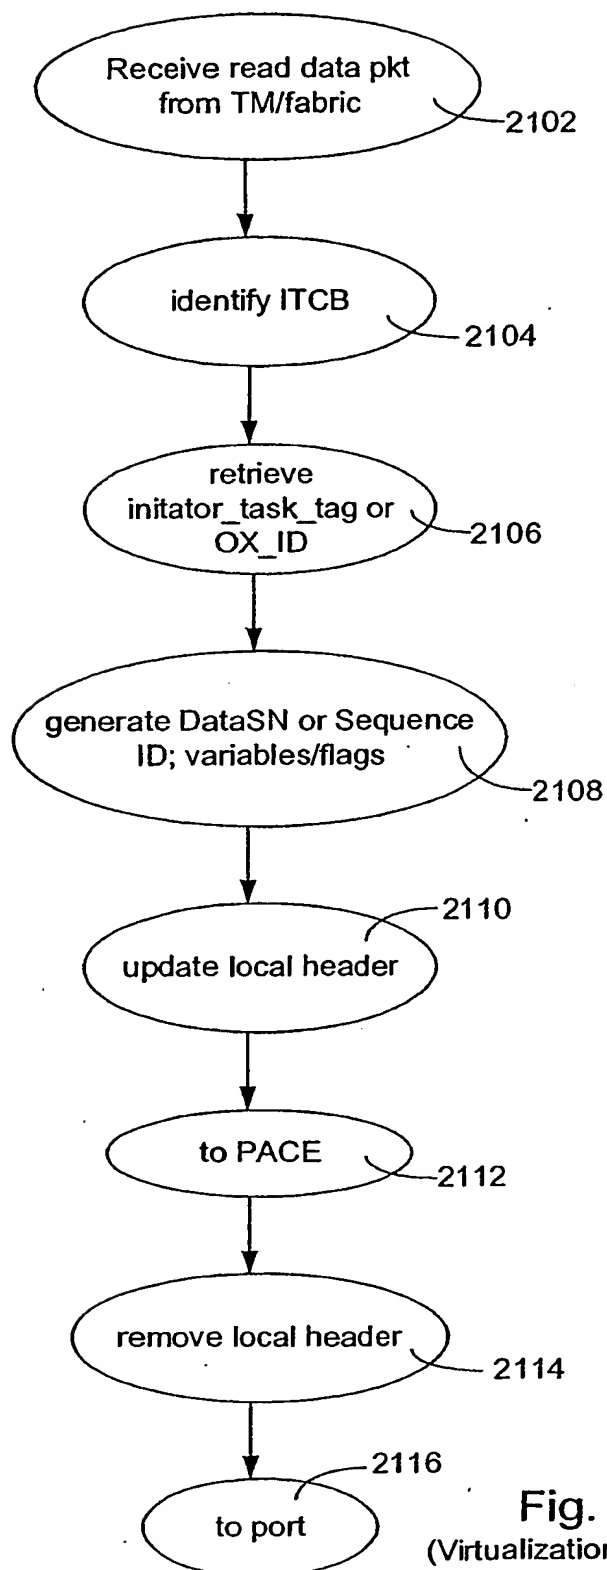 Receive read data pkt
from TM/fabric
2102
identify ITCB
2104
retrieve
initator_task_tag or
OX_ID
2106
generate DataSN or Sequence
ID; variables/flags
2108
2110
update local header
to PACE
2112
remove local header
2114
2116
to port
Fig.
(Virtualization